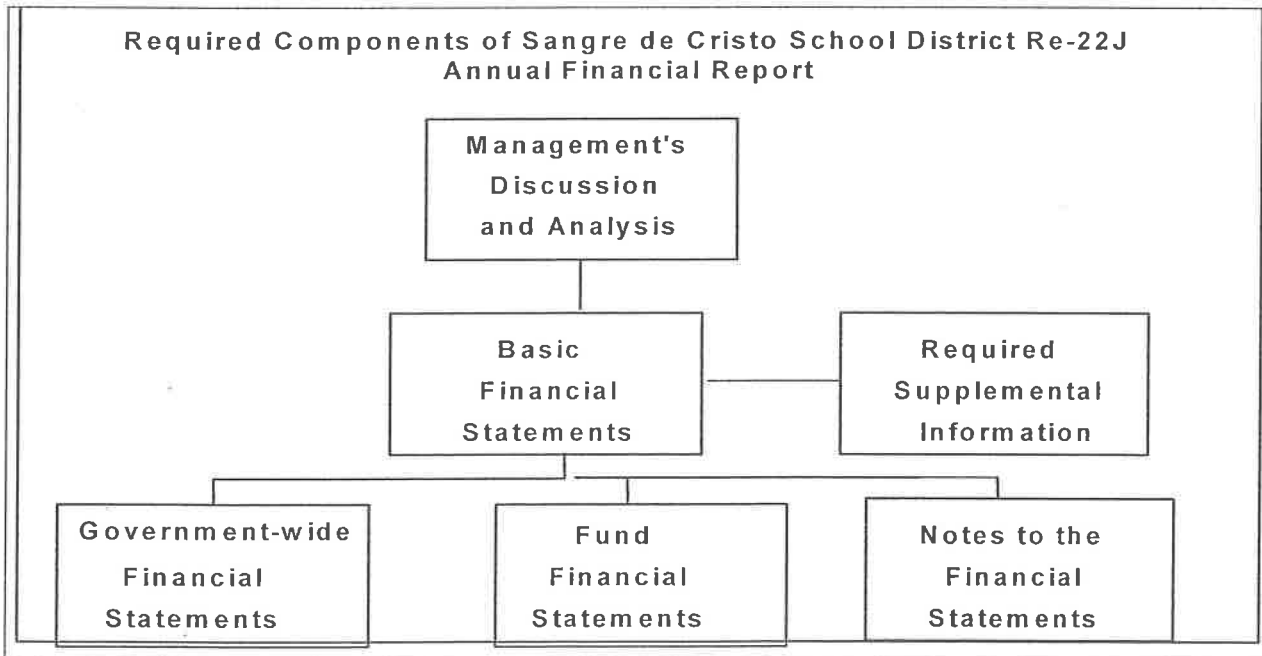 Required Components of Sangre de Cristo School District Re-22J
Annual Financial Report
Management's
Discussion
and Analysis
Basic
Financial
Statements
Required
Supplemental
Information
Government-wide
Financial
Statements
Fund
Financial
Statements
Notes to the
Financial
Statements